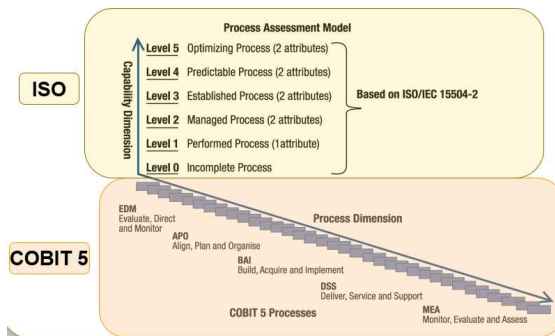 Process Assessment Model
ISO
Capability Dimension
Level 5 Optimizing Process (2 attributes)
Level 4 Predictable Process (2 attributes)
Level 3 Established Process (2 attributes)
Level 2 Managed Process (2 attributes)
Level 1 Performed Process (1attribute)
Level 0 Incomplete Process
Based on ISO/IEC 15504-2
COBIT 5
Process Dimension
EDM
Evaluate, Direct
and Monitor
APO
Align, Plan and Organise
BAI
Build, Acquire and Implement
DSS
Deliver, Service and Support
MEA
Monitor, Evaluate and Assess
COBIT 5 Processes